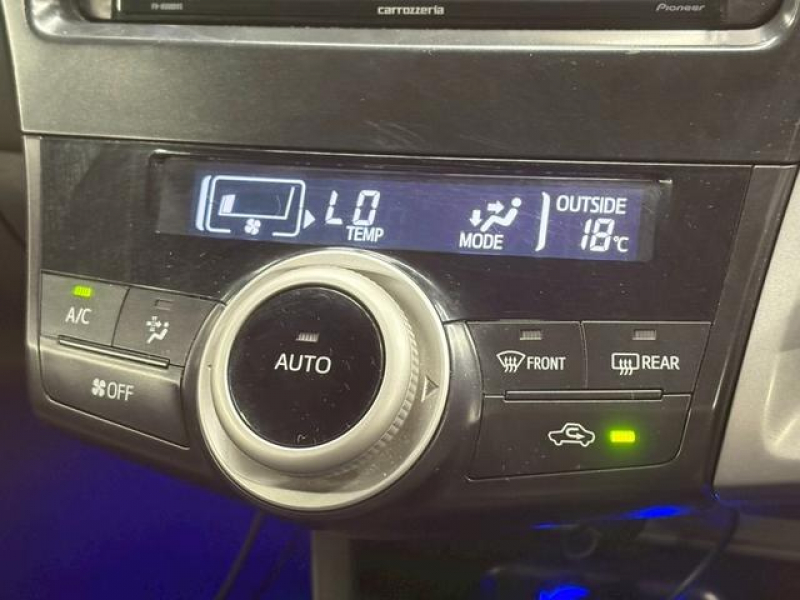 carrozzeria
Pioneer
LO
TEMP
MODE
OUTSIDE
18°C
A/C
AUTO
FRONT
REAR
OFF